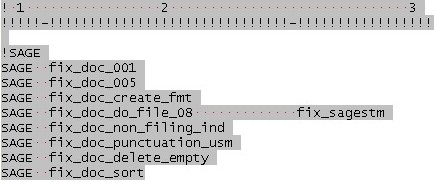 ! 1 2 3
!!!!!-!!!!!!!!!!!!!!!!!!!!!!!!!-!!!!!!!!!!!!!!!!!!!!!!!!!!!!!!
!
!SAGE
SAGE fix_doc_001
SAGE fix_doc_005
SAGE fix_doc_create_fmt
SAGE fix_doc_do_file_08 fix_sagestm
SAGE fix_doc_non_filing_ind
SAGE fix_doc_punctuation_usm
SAGE fix_doc_delete_empty
SAGE fix_doc_sort